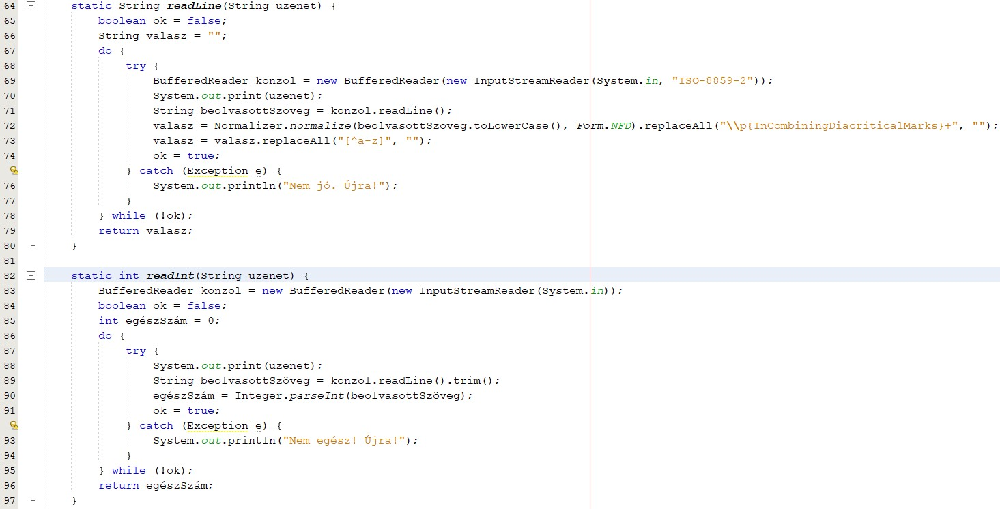 64 static String readLine(String üzenet) {
65 boolean ok = false;
66 String valasz = "";
67 do {
68 try {
69 BufferedReader konzol = new BufferedReader(new InputStreamReader(System.in, "ISO-8859-2"));
70 System.out.print(üzenet);
71 String beolvasottSzöveg = konzol.readLine();
72 valasz = Normalizer.normalize(beolvasottSzöveg.toLowerCase(), Form.NFD).replaceAll("\\p{InCombiningDiacriticalMarks}+", "");
73 valasz = valasz.replaceAll("[^a-z]", "");
74 ok = true;
} catch (Exception e) {
76 System.out.println("Nem jó. Újra!");
77 }
78 } while (!ok);
79 return valasz;
80 }
81
82 static int readInt(String üzenet) {
83 BufferedReader konzol = new BufferedReader(new InputStreamReader(System.in));
84 boolean ok = false;
85 int egészSzám = 0;
86 do {
87 try {
88 System.out.print(üzenet);
89 String beolvasottSzöveg = konzol.readLine().trim();
90 egészSzám = Integer.parseInt(beolvasottSzöveg);
91 ok = true;
} catch (Exception e) {
93 System.out.println("Nem egész! Újra!");
94 }
95 } while (!ok);
96 return egészSzám;
97 }